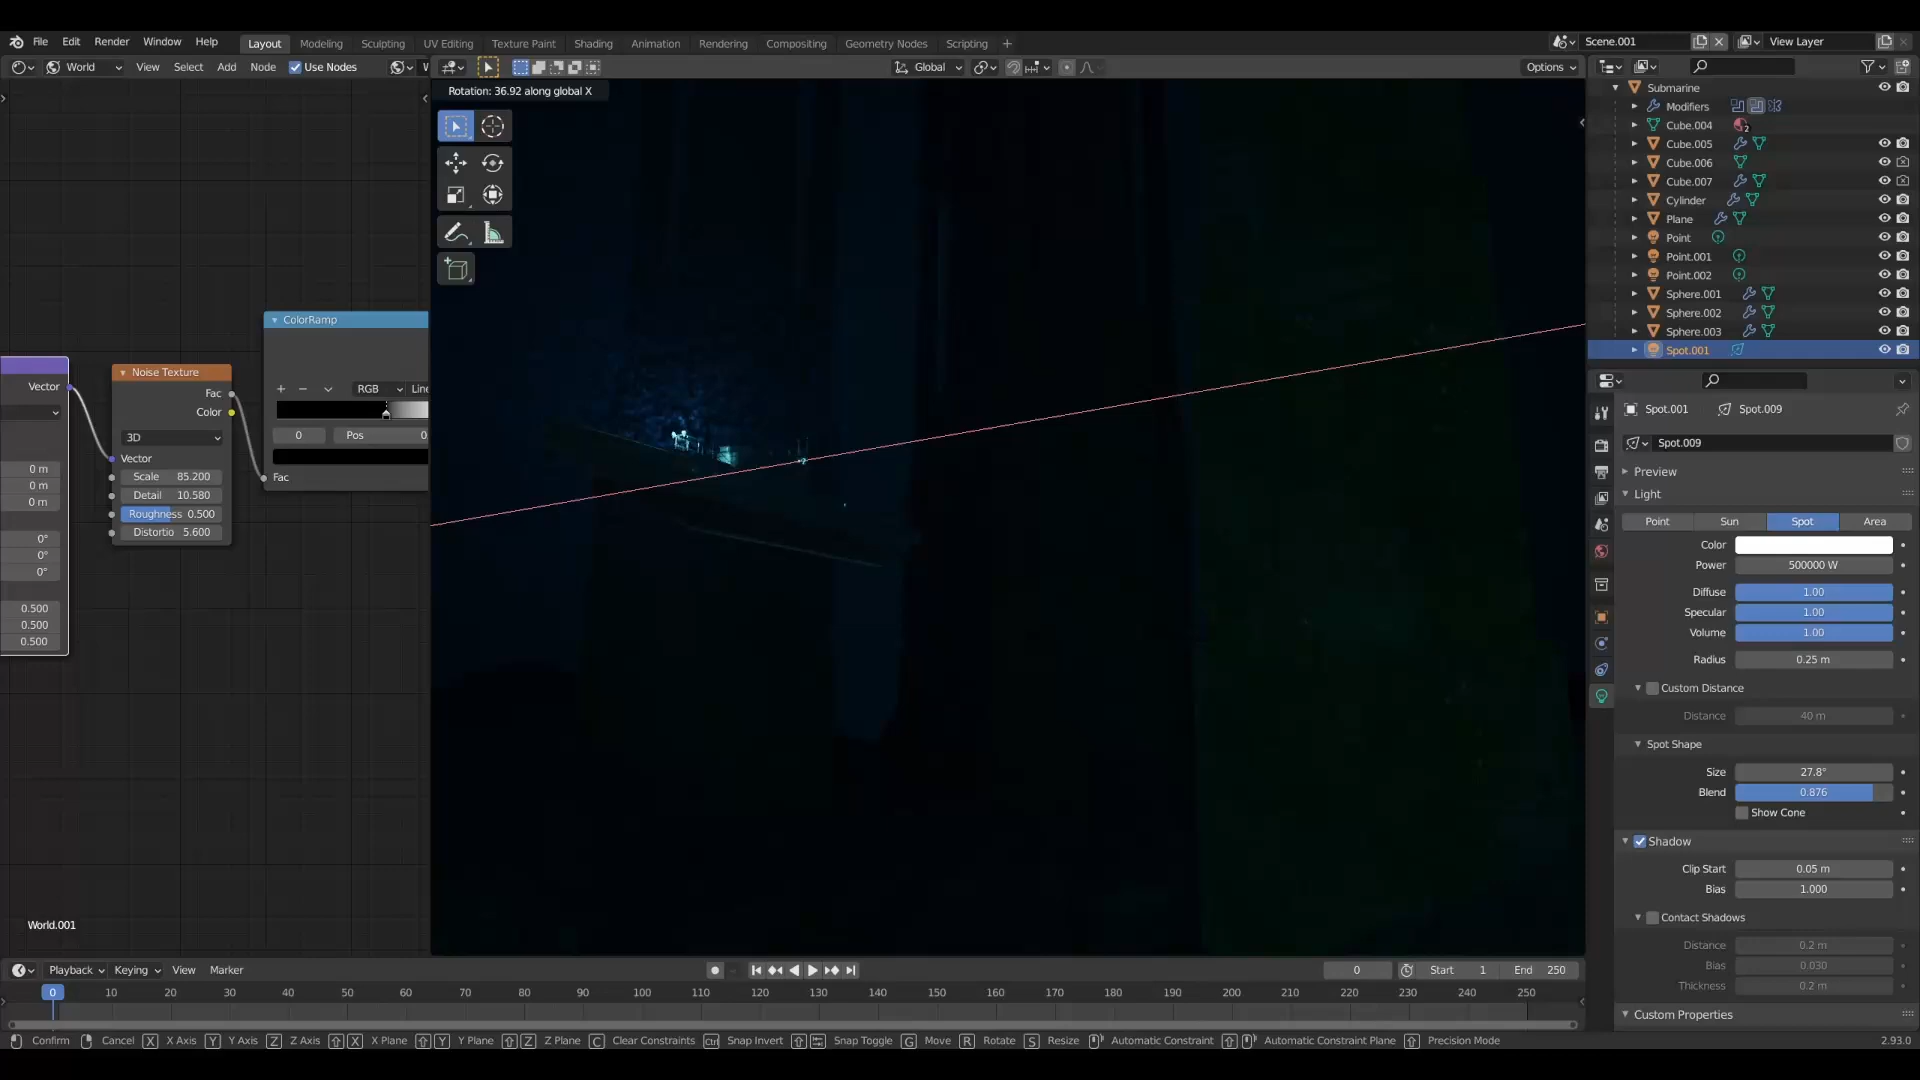 File Edit Render Window Help Layout Modeling Sculpting UV Editing Texture Paint Shading Animation Rendering Compositing Geometry Nodes Scripting + Scene.001 View Layer
World View Select Add Node Use Nodes Global Options
Rotation: 36.92 along global X
Submarine
Modifiers
Cube.004 2
Cube.005
Cube.006
Cube.007
Cylinder
Plane
Point
Point.001
Point.002
Sphere.001
Sphere.002
Sphere.003
Spot.001
ColorRamp
RGB Line
0 Pos 0
Fac
Vector
0 m
0 m
0 m
0°
0°
0°
0.500
0.500
0.500
Noise Texture
Fac
Color
3D
Vector
Scale 85.200
Detail 10.580
Roughness 0.500
Distortio 5.600
World.001
Spot.001 Spot.009
Spot.009
Preview
Light
Point Sun Spot Area
Color
Power 500000 W
Diffuse 1.00
Specular 1.00
Volume 1.00
Radius 0.25 m
Custom Distance
Distance 40 m
Spot Shape
Size 27.8°
Blend 0.876
Show Cone
Shadow
Clip Start 0.05 m
Bias 1.000
Contact Shadows
Distance 0.2 m
Bias 0.030
Thickness 0.2 m
Custom Properties
Playback Keying View Marker 0 Start 1 End 250
0 10 20 30 40 50 60 70 80 90 100 110 120 130 140 150 160 170 180 190 200 210 220 230 240 250
Confirm Cancel X X Axis Y Y Axis Z Z Axis X X Plane Y Y Plane Z Z Plane C Clear Constraints Ctrl Snap Invert Snap Toggle G Move R Rotate S Resize Automatic Constraint Automatic Constraint Plane Precision Mode 2.93.0